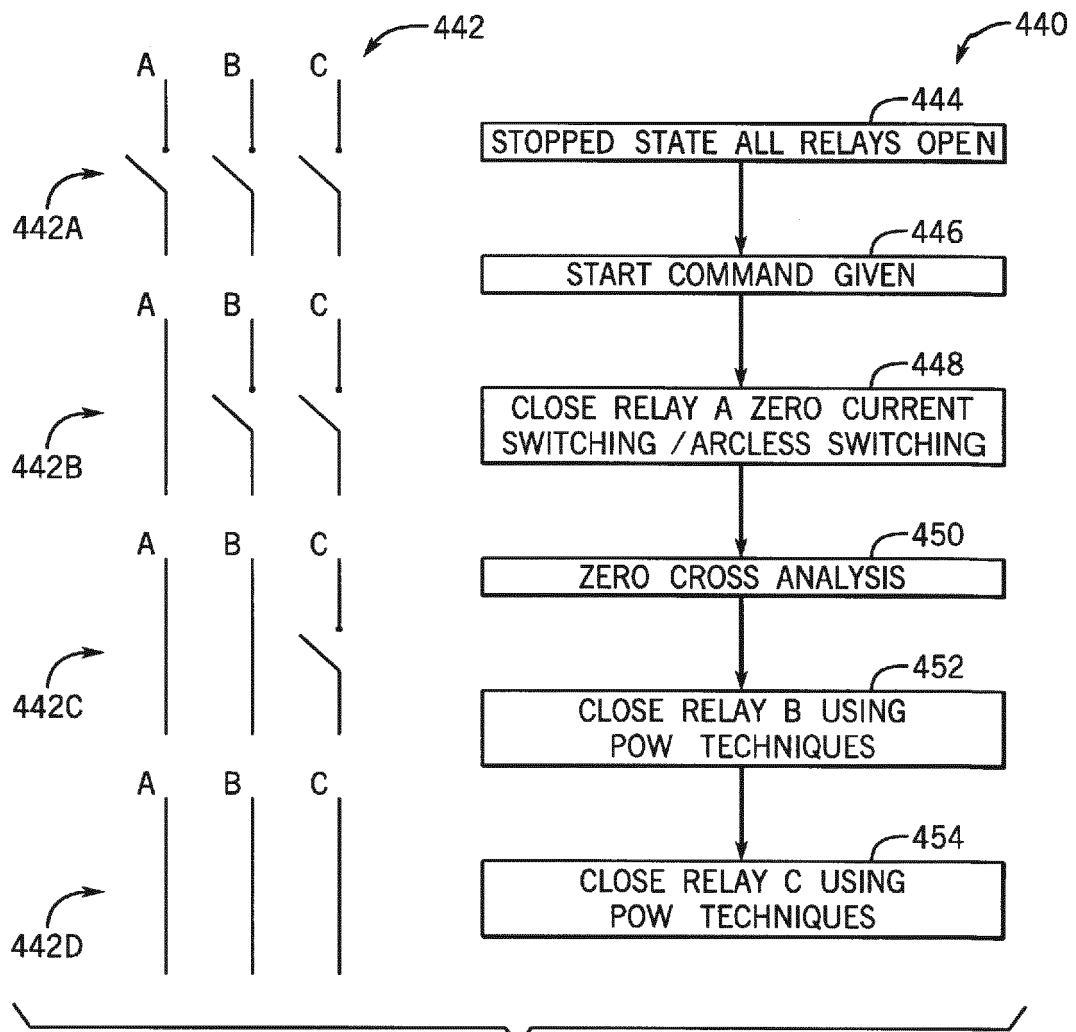 442
A B C
442A
A B C
442B
A B C
442C
A B C
442D
440
444
STOPPED STATE ALL RELAYS OPEN
446
START COMMAND GIVEN
448
CLOSE RELAY A ZERO CURRENT
SWITCHING / ARCLESS SWITCHING
450
ZERO CROSS ANALYSIS
452
CLOSE RELAY B USING
POW TECHNIQUES
454
CLOSE RELAY C USING
POW TECHNIQUES